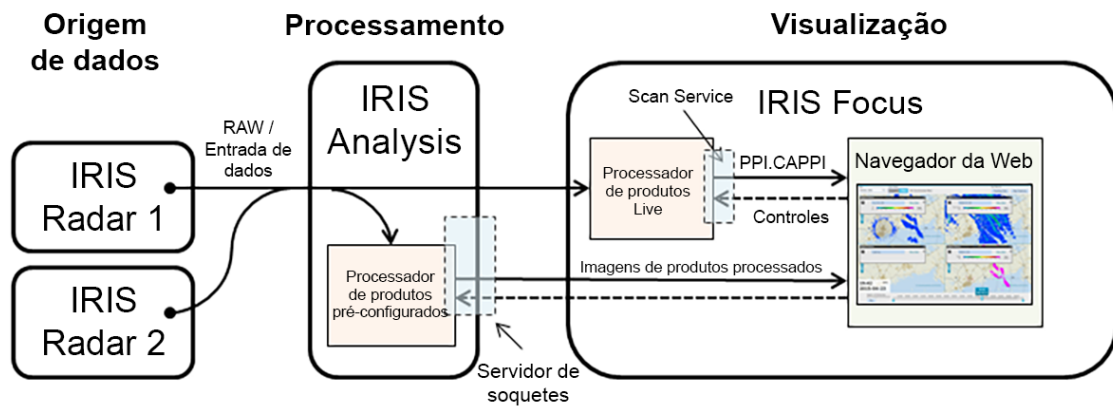 Origem
de dados
Processamento
Visualização
IRIS
Radar 1
IRIS
Radar 2
RAW /
Entrada de
dados
IRIS
Analysis
Processador
de produtos
pré-configurados
Servidor de
soquetes
IRIS Focus
Scan Service
Processador
de produtos
Live
PPI.CAPPI
Controles
Imagens de produtos processados
Navegador da Web